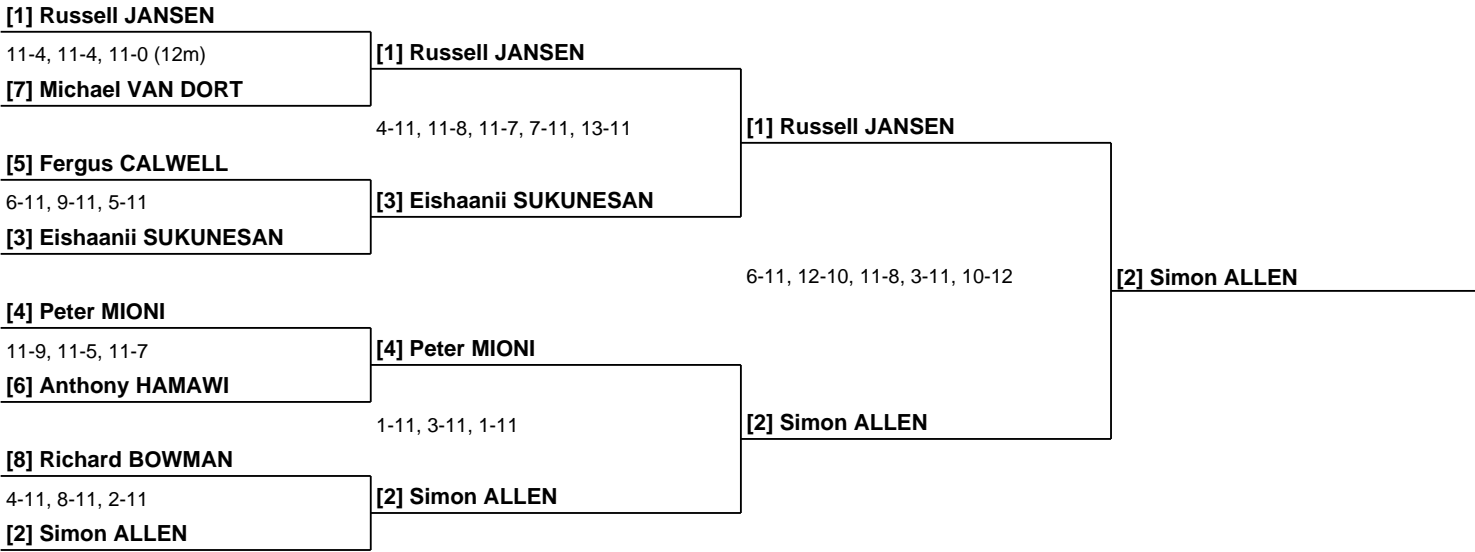 [1] Russell JANSEN
11-4, 11-4, 11-0 (12m)
[7] Michael VAN DORT
[5] Fergus CALWELL
6-11, 9-11, 5-11
[3] Eishaanii SUKUNESAN
[4] Peter MIONI
11-9, 11-5, 11-7
[6] Anthony HAMAWI
[8] Richard BOWMAN
4-11, 8-11, 2-11
[2] Simon ALLEN
[1] Russell JANSEN
4-11, 11-8, 11-7, 7-11, 13-11
[3] Eishaanii SUKUNESAN
[4] Peter MIONI
1-11, 3-11, 1-11
[2] Simon ALLEN
[1] Russell JANSEN
6-11, 12-10, 11-8, 3-11, 10-12
[2] Simon ALLEN
[2] Simon ALLEN